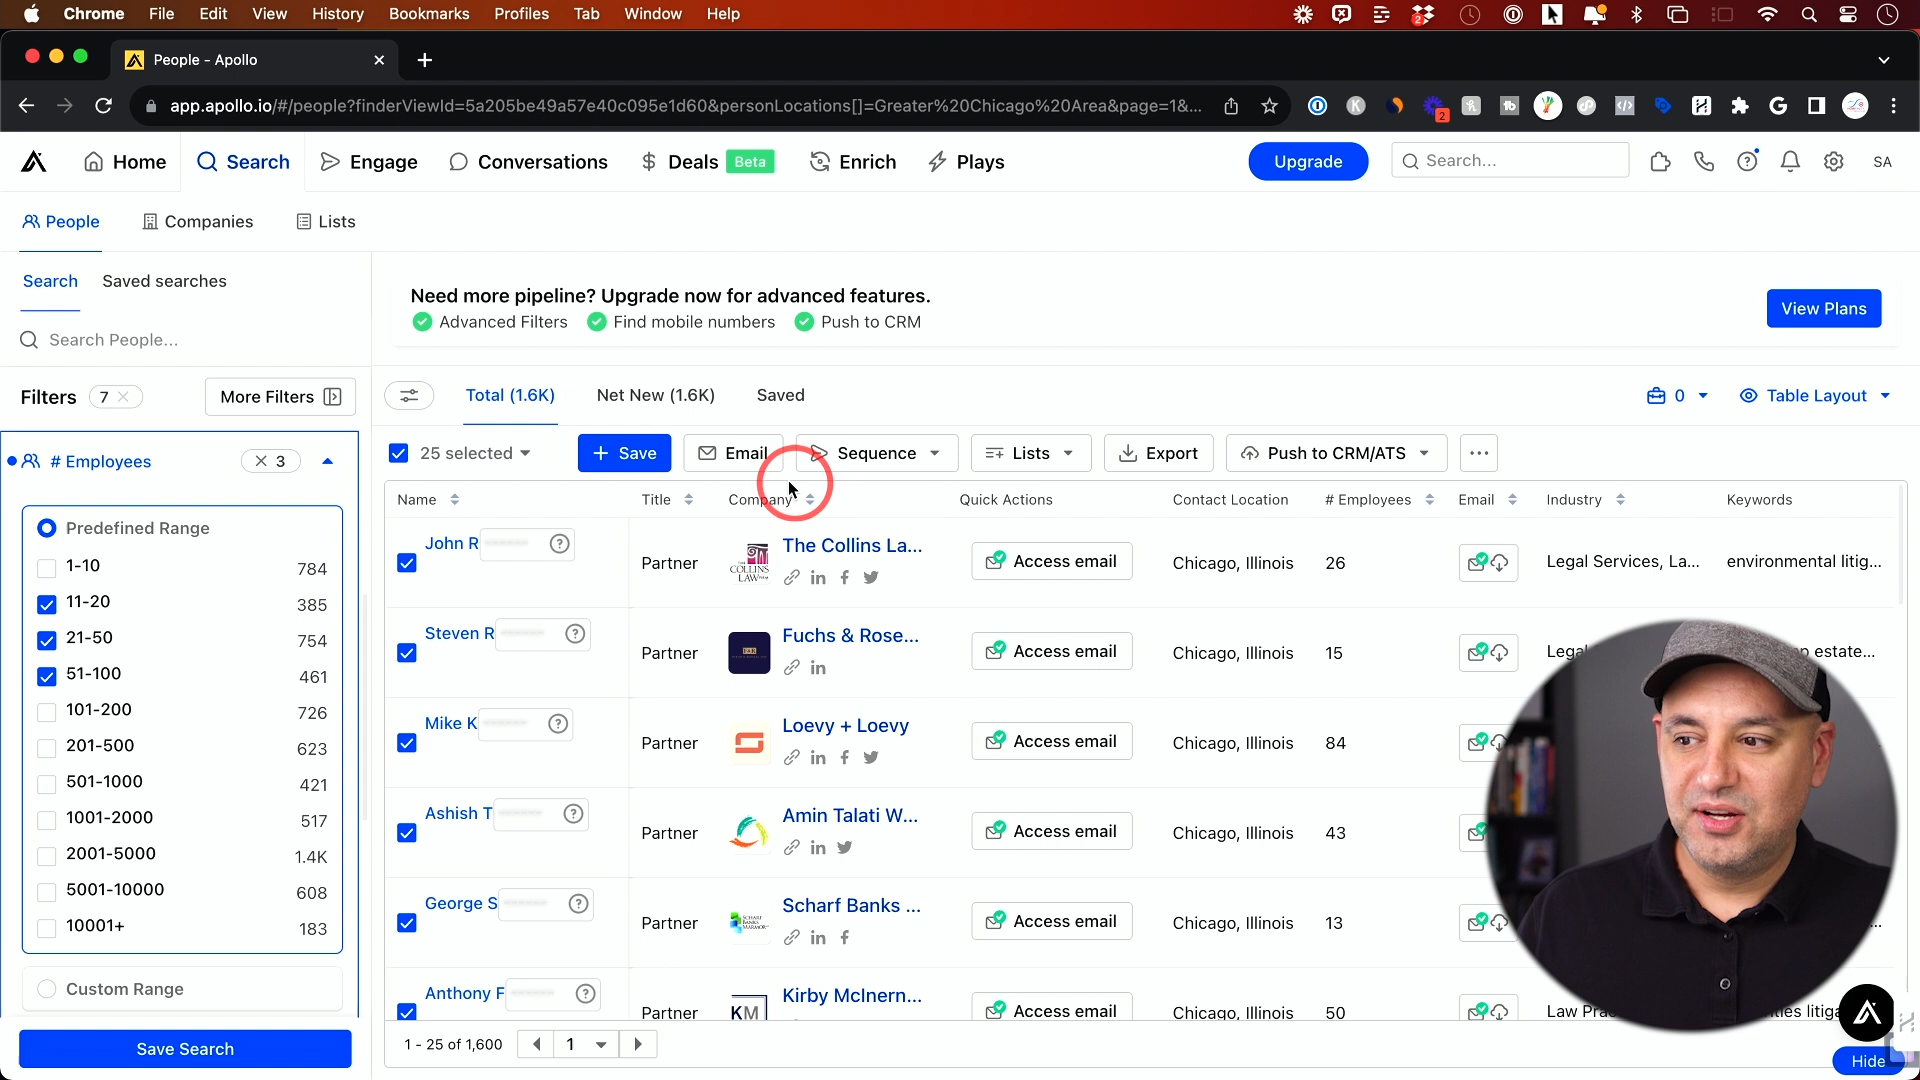 Chrome File Edit View History Bookmarks Profiles Tab Window Help
People - Apollo
app.apollo.io/#/people?finderViewId=5a205be49a57e40c095e1d60&personLocations[]=Greater%20Chicago%20Area&page=1&...
Home Search Engage Conversations Deals Beta Enrich Plays Upgrade Search... SA
People Companies Lists
Search Saved searches
Search People...
Need more pipeline? Upgrade now for advanced features.
Advanced Filters Find mobile numbers Push to CRM
View Plans
Filters 7 More Filters
Total (1.6K) Net New (1.6K) Saved 0 Table Layout
# Employees 3
25 selected + Save Email Sequence Lists Export Push to CRM/ATS ...
Name Title Company Quick Actions Contact Location # Employees Email Industry Keywords
Predefined Range
1-10 784
11-20 385
21-50 754
51-100 461
101-200 726
201-500 623
501-1000 421
1001-2000 517
2001-5000 1.4K
5001-10000 608
10001+ 183
Custom Range
Save Search
John R Partner The Collins La... Access email Chicago, Illinois 26 Legal Services, La... environmental litig...
COLLINS LAW
Steven R Partner Fuchs & Rose... Access email Chicago, Illinois 15 Legal estate...
Mike K Partner Loevy + Loevy Access email Chicago, Illinois 84
Ashish T Partner Amin Talati W... Access email Chicago, Illinois 43
George S Partner Scharf Banks ... Access email Chicago, Illinois 13
SCHARF BANKS MARMOR
Anthony F Partner Kirby McInern... Access email Chicago, Illinois 50 Law
KM
1 - 25 of 1,600 1
Hide